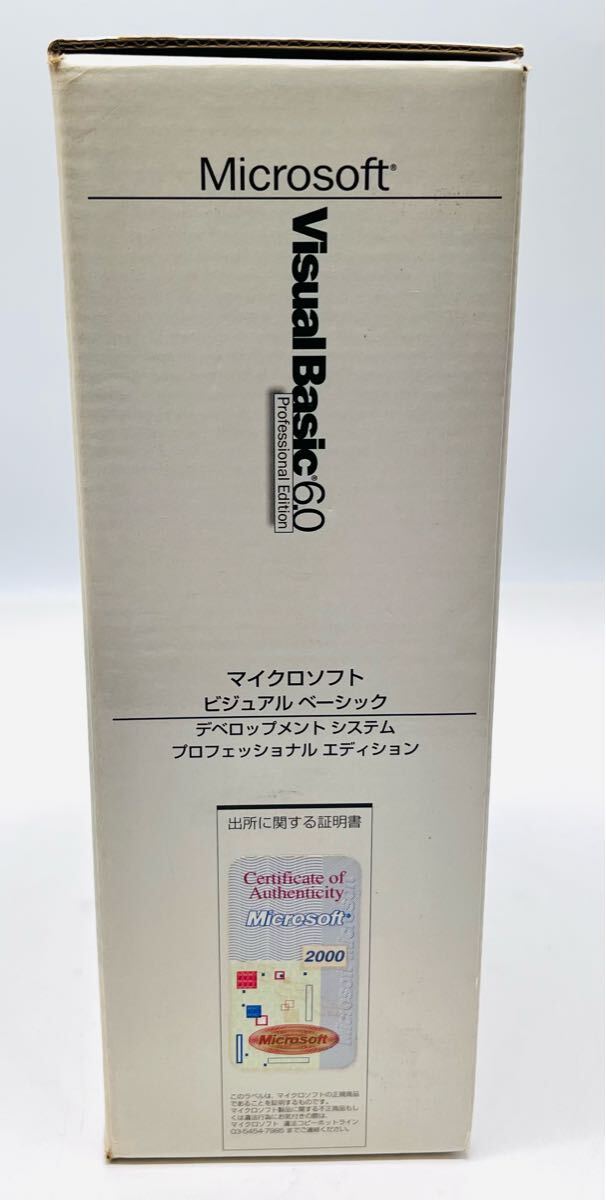 Microsoft®
Visual Basic® 6.0
Professional Edition
マイクロソフト
ビジュアル ベーシック
デベロップメント システム
プロフェッショナル エディション
出所に関する証明書
Certificate of
Authenticity
Microsoft®
2000
Microsoft
Microsoft
このラベルは、マイクロソフトの正規商品
であることを証明するものです。
マイクロソフト製品に関する不正商品もし
くは違法行為にお気付きの際は、
マイクロソフト 違法コピーホットライン
03-5454-7985 までご連絡ください。